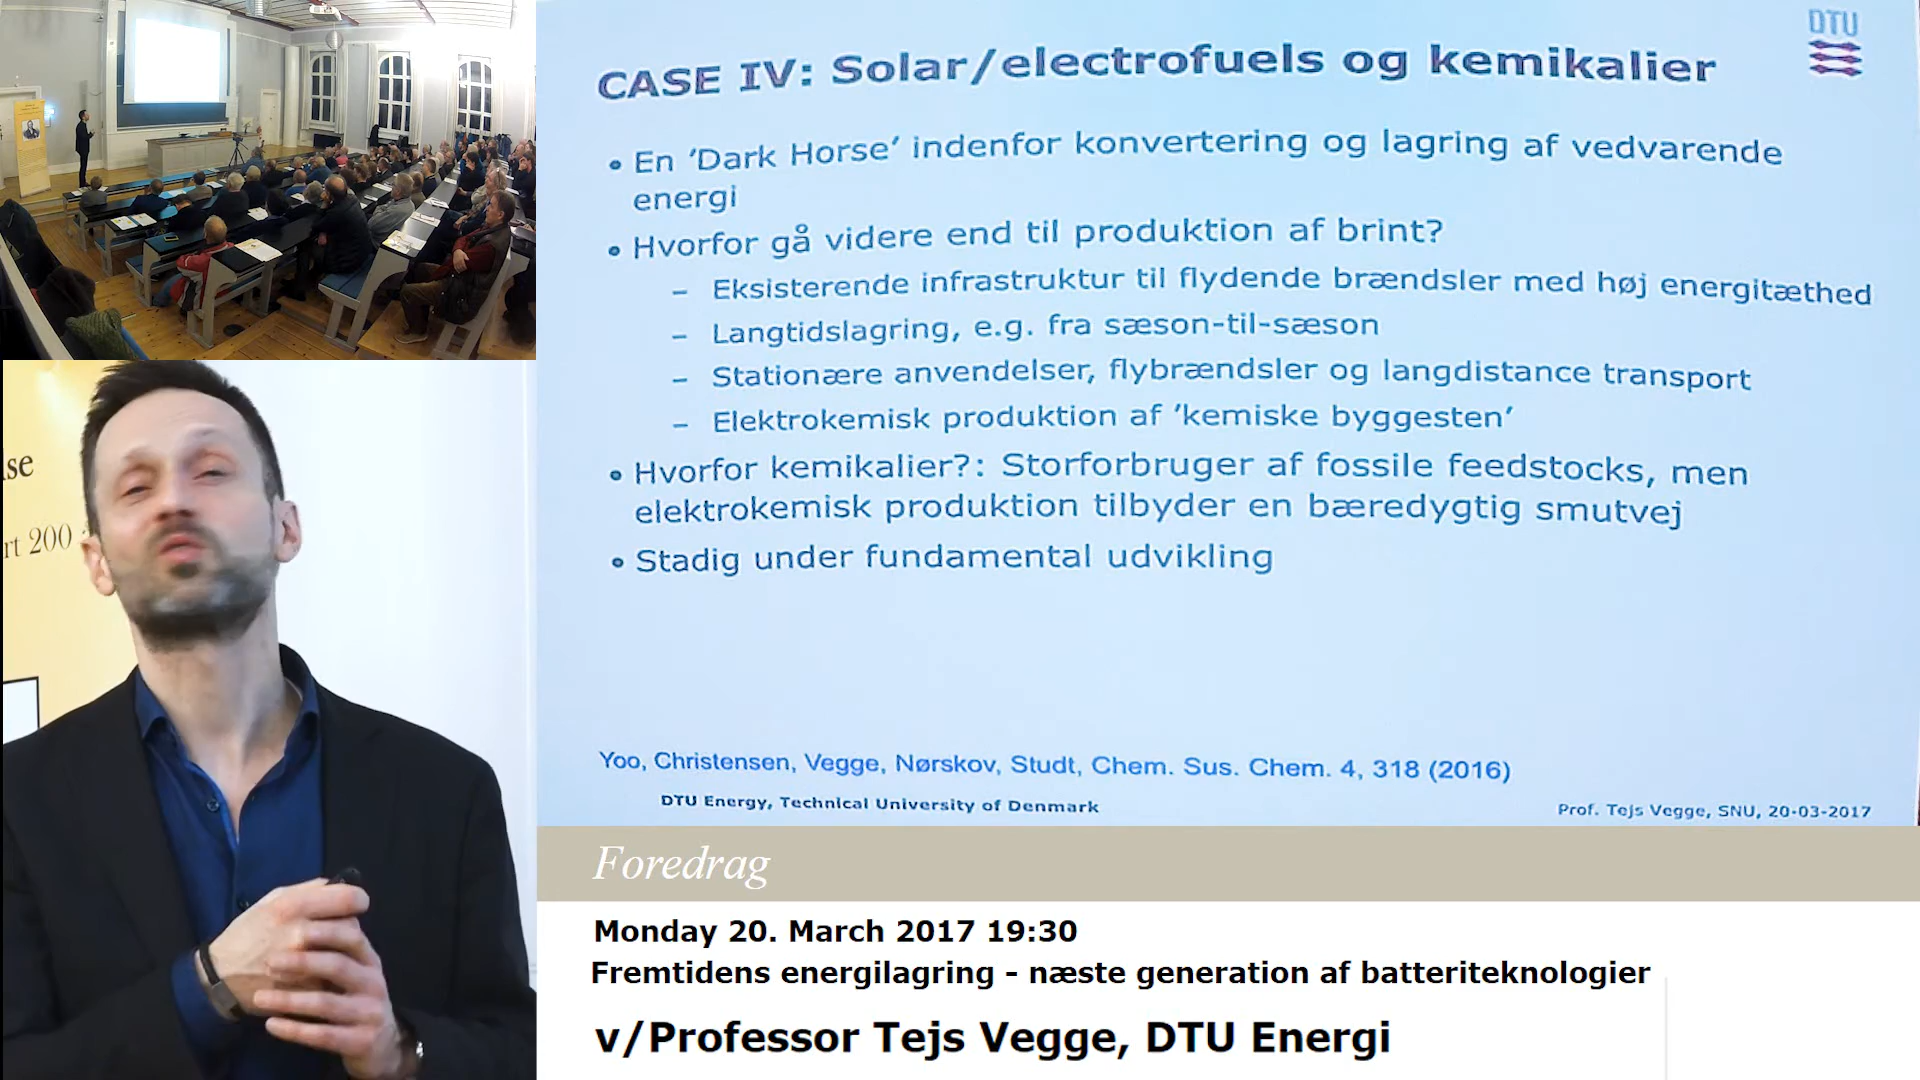 DTU
CASE IV: Solar/electrofuels og kemikalier
• En ’Dark Horse’ indenfor konvertering og lagring af vedvarende
energi
• Hvorfor gå videre end til produktion af brint?
– Eksisterende infrastruktur til flydende brændsler med høj energitæthed
– Langtidslagring, e.g. fra sæson-til-sæson
– Stationære anvendelser, flybrændsler og langdistance transport
– Elektrokemisk produktion af ’kemiske byggesten’
• Hvorfor kemikalier?: Storforbruger af fossile feedstocks, men
elektrokemisk produktion tilbyder en bæredygtig smutvej
• Stadig under fundamental udvikling
Yoo, Christensen, Vegge, Nørskov, Studt, Chem. Sus. Chem. 4, 318 (2016)
DTU Energy, Technical University of Denmark
Prof. Tejs Vegge, SNU, 20-03-2017
200
Foredrag
Monday 20. March 2017 19:30
Fremtidens energilagring - næste generation af batteriteknologier
v/Professor Tejs Vegge, DTU Energi